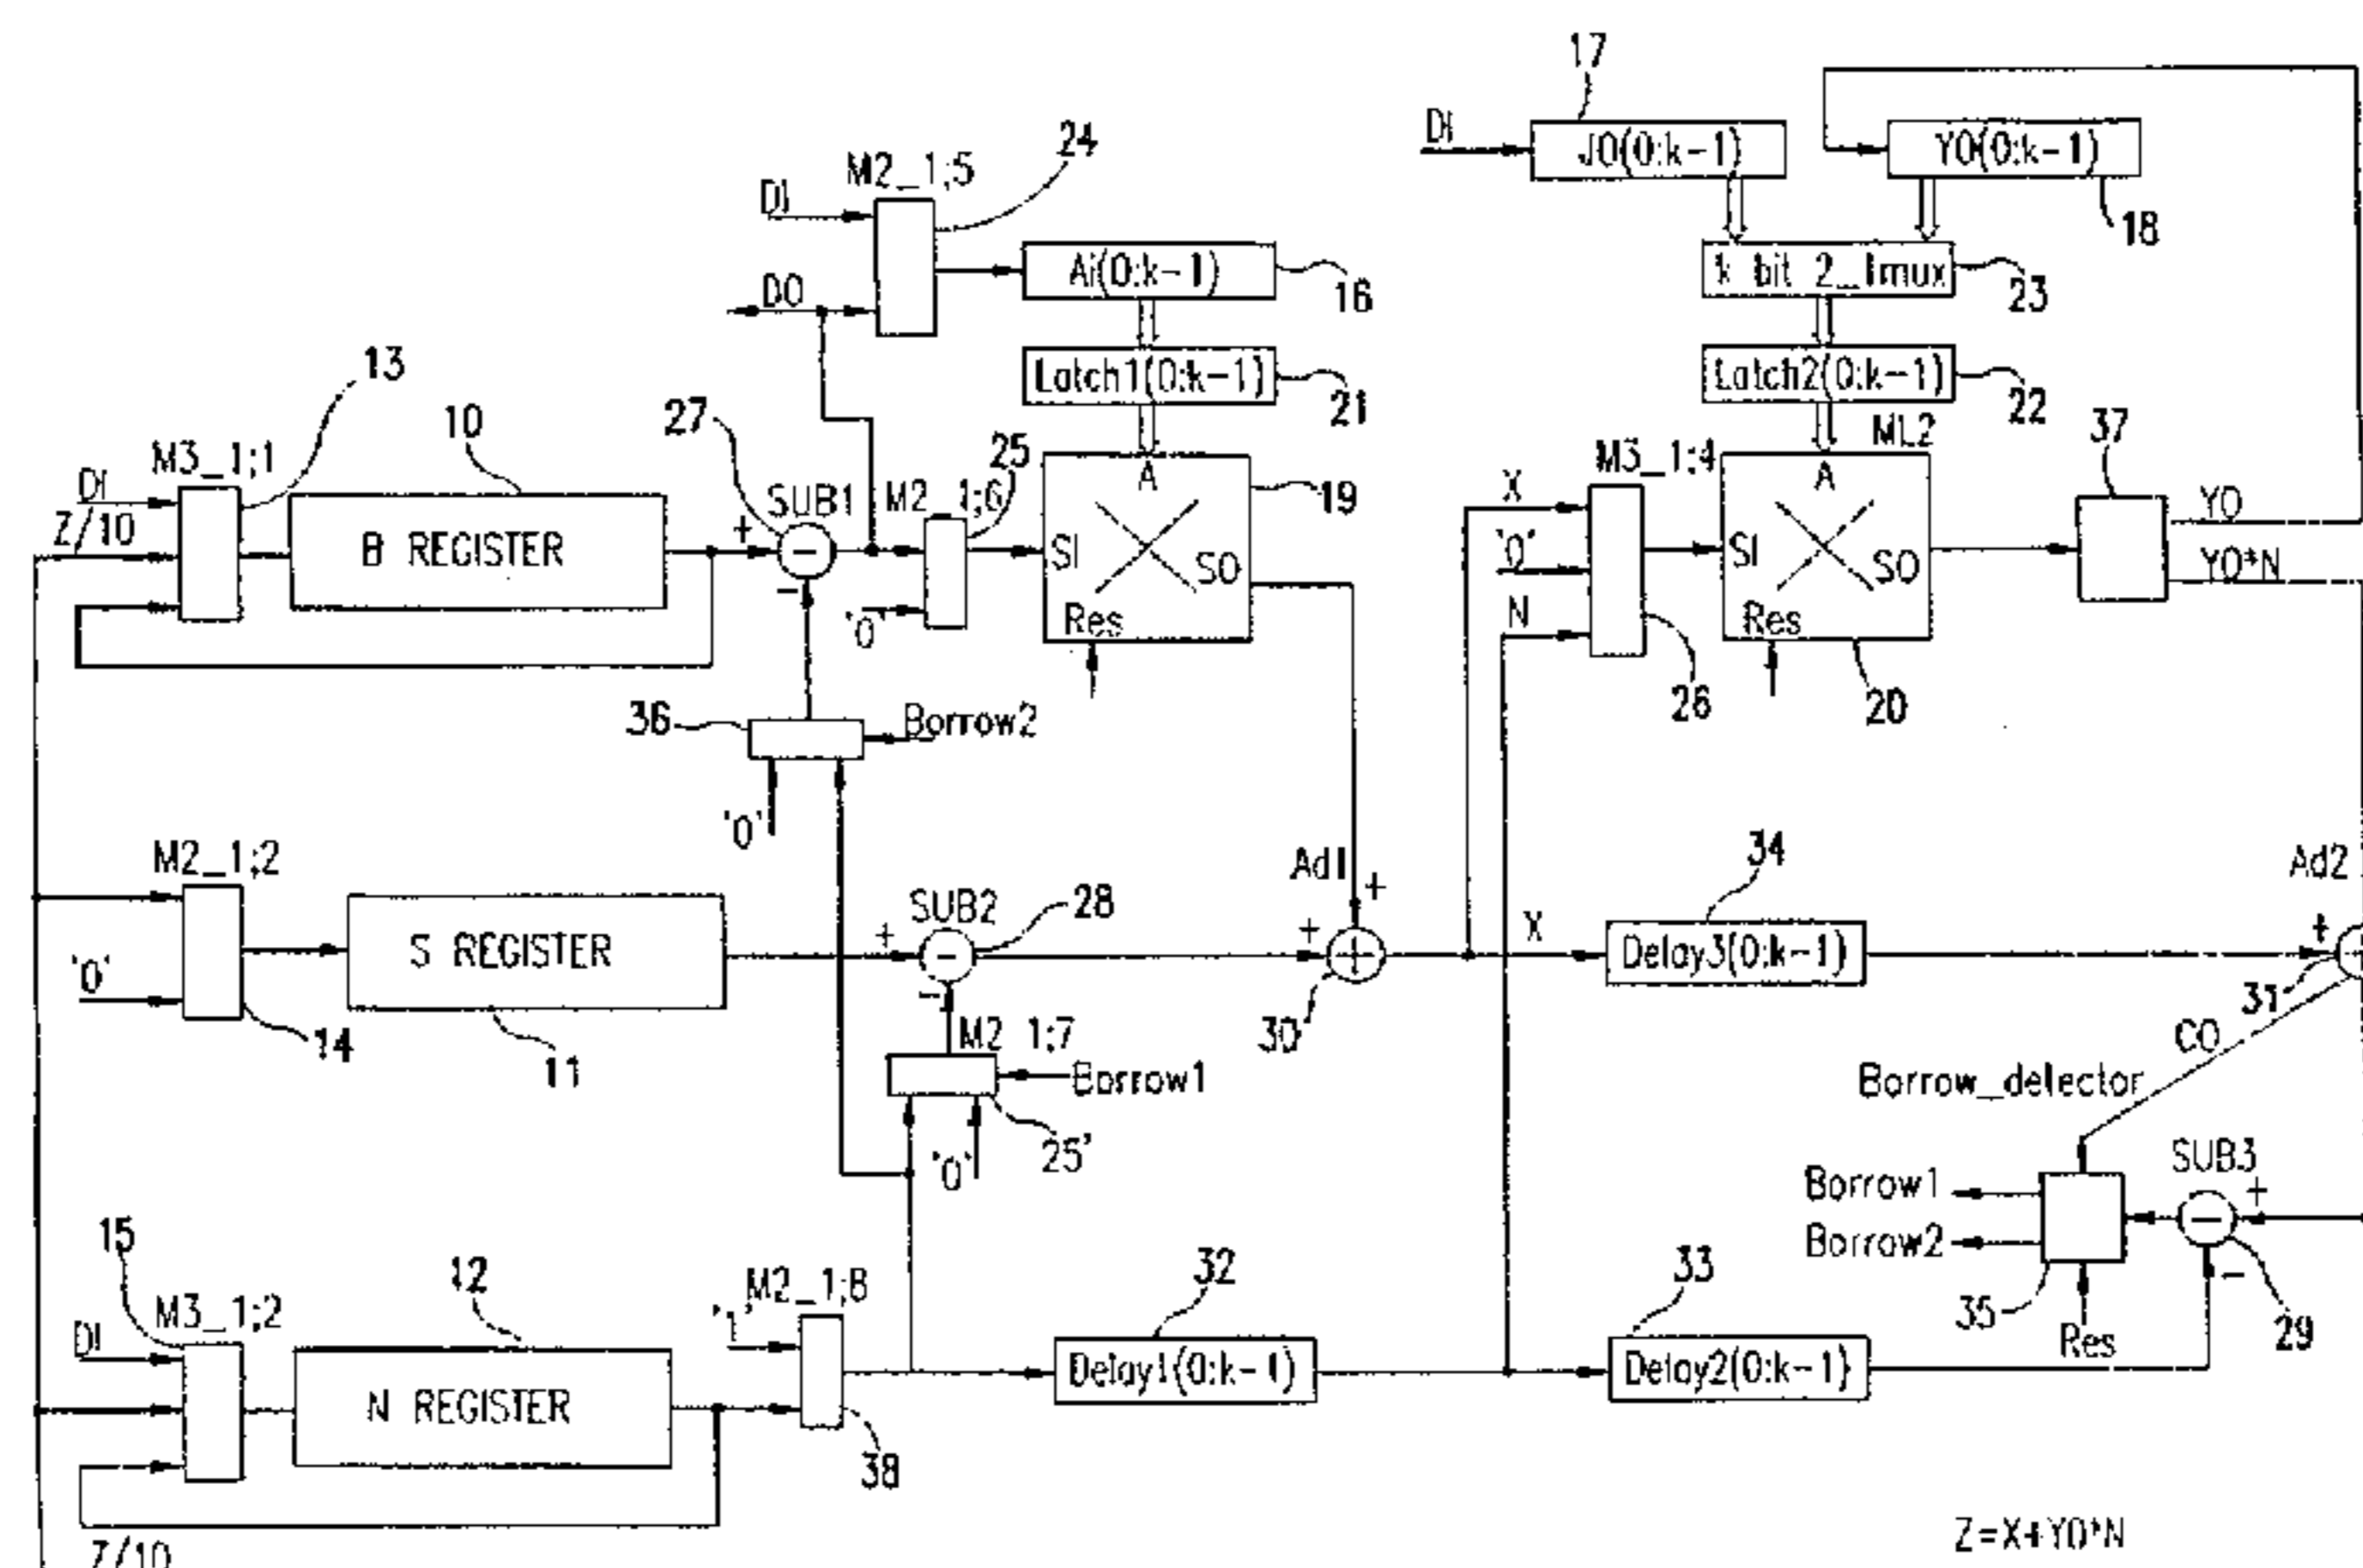 17
DI
J0(0:k-1)
Y0(0:k-1)
18
24
M2_1;5
DI
DO
Ai(0:k-1)
16
k bit 2_1mux
23
Latch1(0:k-1)
21
Latch2(0:k-1)
22
ML2
13
M3_1;1
DI
Z/10
10
B REGISTER
27
SUB1
+
-
-
M2_1;6
25
'0'
A
SI
SO
Res
19
X
'0'
N
M3_1;4
26
A
SI
SO
Res
20
37
Y0
Y0*N
36
Borrow2
'0'
M2_1;2
'0'
14
S REGISTER
11
SUB2
28
+
-
-
M2_1;7
Borrow1
25'
'0'
Ad1
+
+
+
30
X
34
Delay3(0:k-1)
Ad2
+
31
CO
Borrow_detector
Borrow1
Borrow2
35
Res
SUB3
+
-
-
29
15
M3_1;2
DI
12
N REGISTER
Z/10
M2_1;8
'1'
38
32
Delay1(0:k-1)
33
Delay2(0:k-1)
Z=X+Y0*N